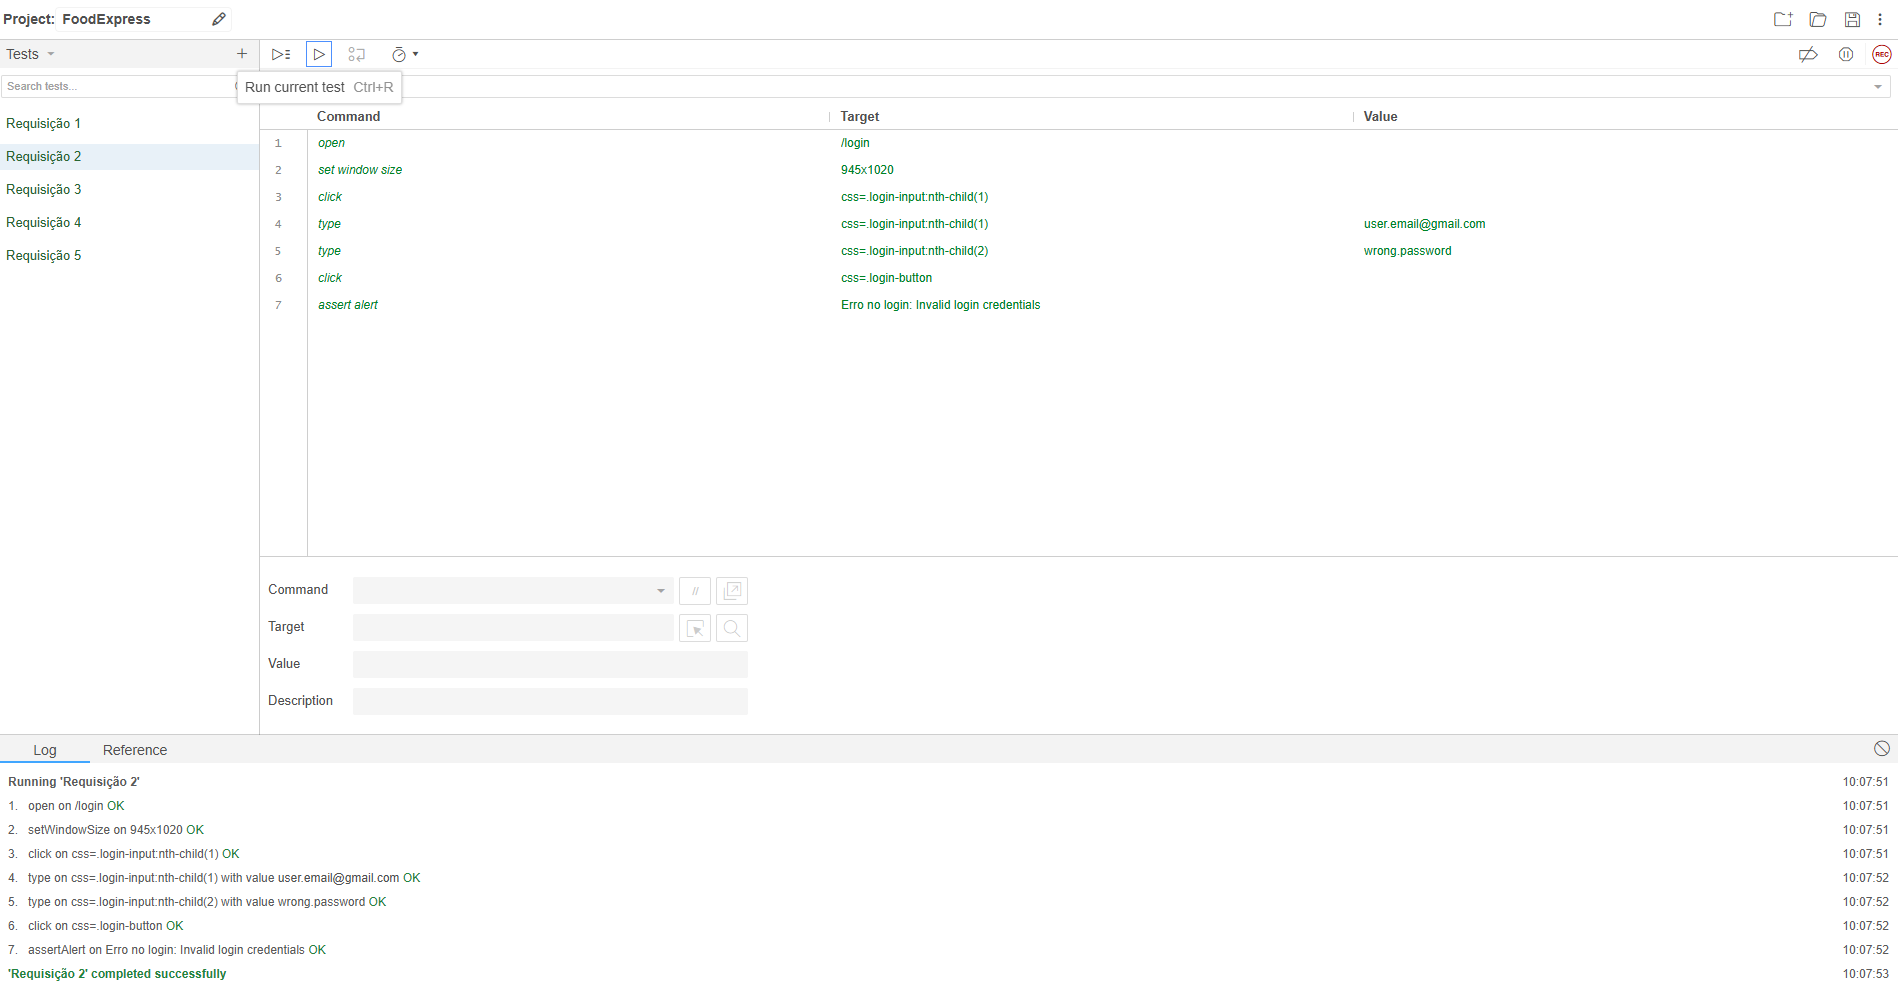 Project: FoodExpress
Tests
REC
Search tests...
Run current test Ctrl+R
Command Target Value
Requisição 1
Requisição 2
Requisição 3
Requisição 4
Requisição 5
1 open /login
2 set window size 945x1020
3 click css=.login-input:nth-child(1)
4 type css=.login-input:nth-child(1) user.email@gmail.com
5 type css=.login-input:nth-child(2) wrong.password
6 click css=.login-button
7 assert alert Erro no login: Invalid login credentials
Command //
Target
Value
Description
Log Reference
Running 'Requisição 2' 10:07:51
1. open on /login OK 10:07:51
2. setWindowSize on 945x1020 OK 10:07:51
3. click on css=.login-input:nth-child(1) OK 10:07:51
4. type on css=.login-input:nth-child(1) with value user.email@gmail.com OK 10:07:52
5. type on css=.login-input:nth-child(2) with value wrong.password OK 10:07:52
6. click on css=.login-button OK 10:07:52
7. assertAlert on Erro no login: Invalid login credentials OK 10:07:52
'Requisição 2' completed successfully 10:07:53